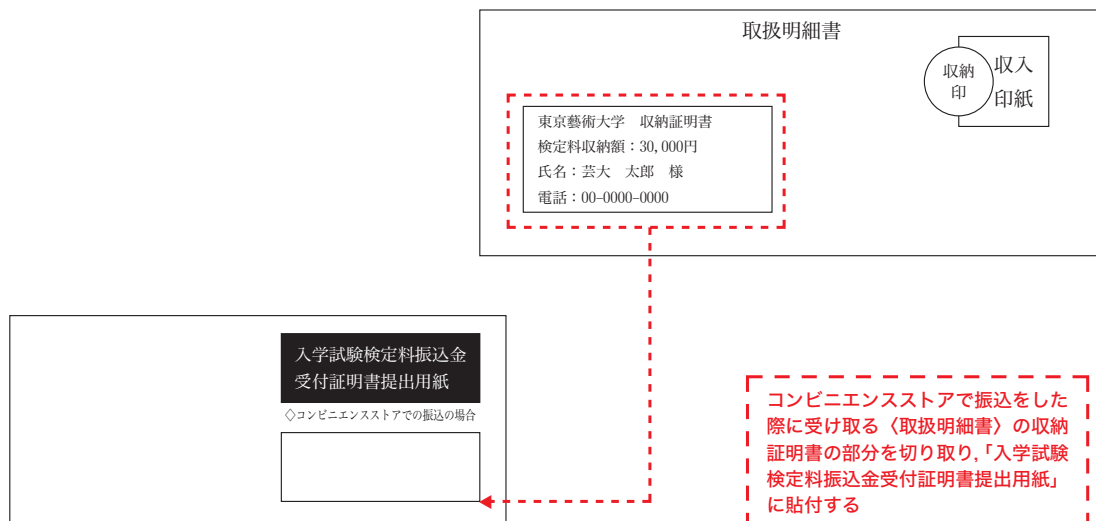 取扱明細書
収納
印
収入
印紙
東京藝術大学　収納証明書
検定料収納額：30,000円
氏名：芸大　太郎　様
電話：00-0000-0000
入学試験検定料振込金
受付証明書提出用紙
◇コンビニエンスストアでの振込の場合
コンビニエンスストアで振込をした
際に受け取る〈取扱明細書〉の収納
証明書の部分を切り取り,「入学試験
検定料振込金受付証明書提出用紙」
に貼付する